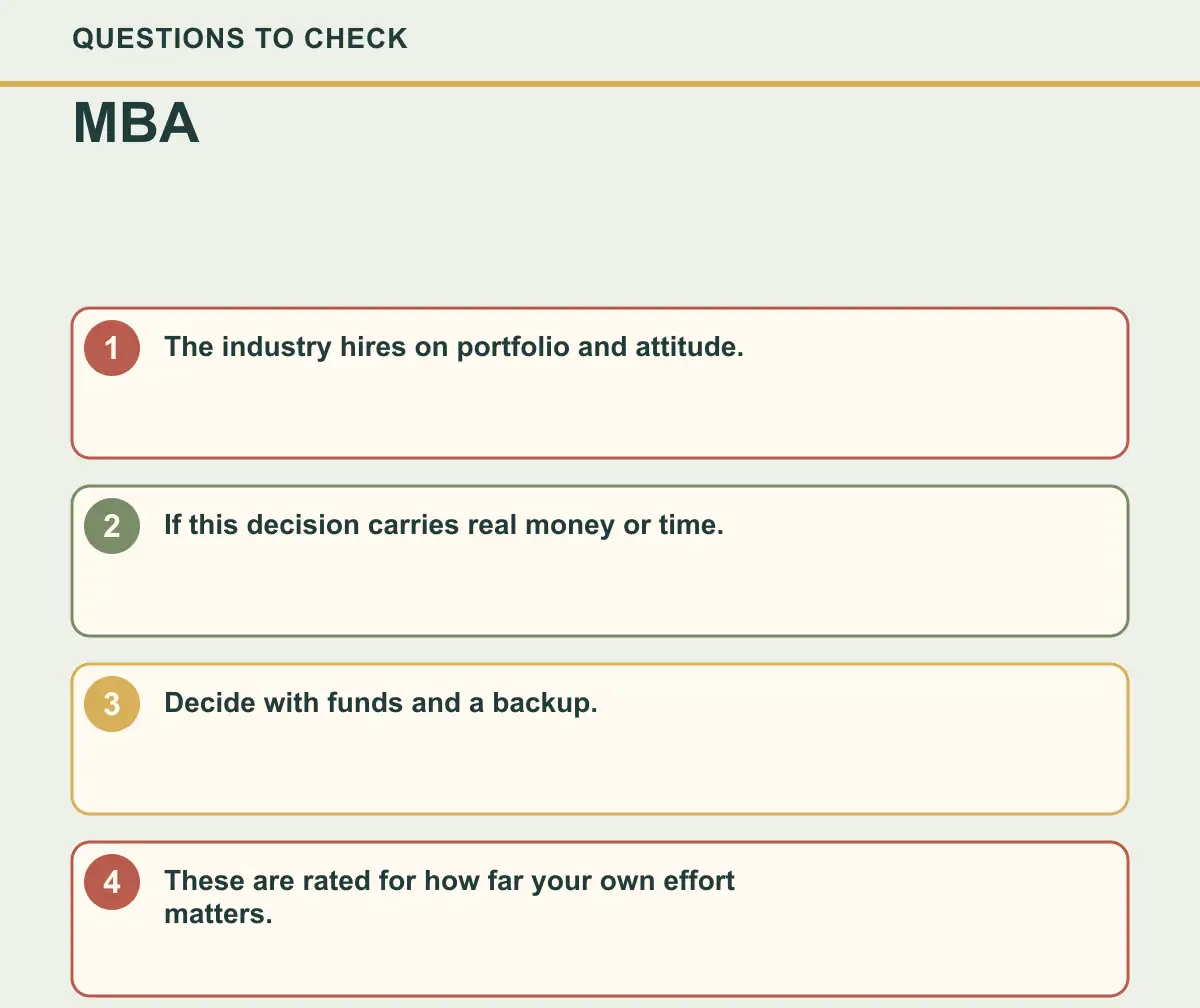 QUESTIONS TO CHECK
MBA
1 The industry hires on portfolio and attitude.
2 If this decision carries real money or time.
3 Decide with funds and a backup.
4 These are rated for how far your own effort
matters.